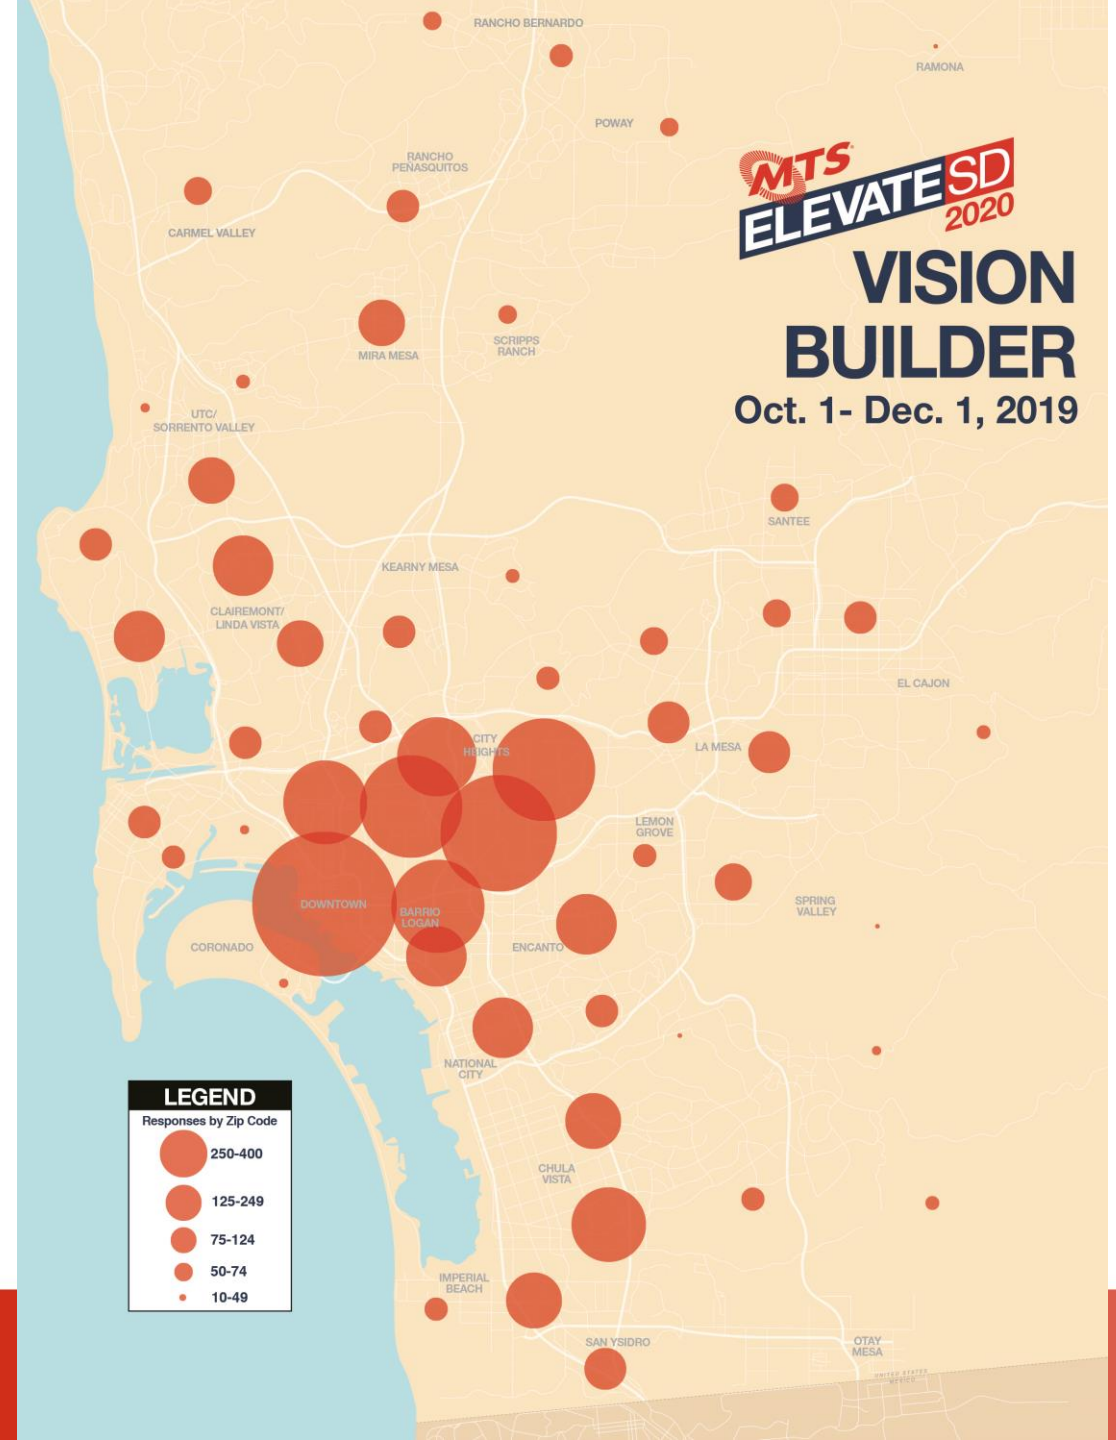 RANCHO BERNARDO
RAMONA
POWAY
RANCHO
PEÑASQUITOS
MTS
ELEVATE SD
2020
VISION
BUILDER
Oct. 1- Dec. 1, 2019
CARMEL VALLEY
MIRA MESA
SCRIPPS
RANCH
UTC/
SORRENTO VALLEY
SANTEE
KEARNY MESA
CLAIREMONT/
LINDA VISTA
EL CAJON
CITY
HEIGHTS
LA MESA
LEMON
GROVE
DOWNTOWN
BARRIO
LOGAN
SPRING
VALLEY
CORONADO
ENCANTO
NATIONAL
CITY
LEGEND
Responses by Zip Code
250-400
125-249
75-124
50-74
10-49
CHULA
VISTA
IMPERIAL
BEACH
SAN YSIDRO
OTAY
MESA
UNITED STATES
MEXICO